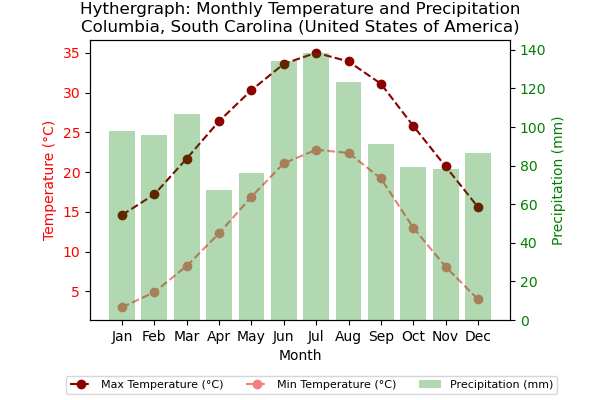 Hythergraph: Monthly Temperature and Precipitation
Columbia, South Carolina (United States of America)
Temperature (°C)
35
30
25
20
15
10
5
140
120
100
80
60
40
20
0
Precipitation (mm)
Jan Feb Mar Apr May Jun Jul Aug Sep Oct Nov Dec
Month
Max Temperature (°C) Min Temperature (°C) Precipitation (mm)